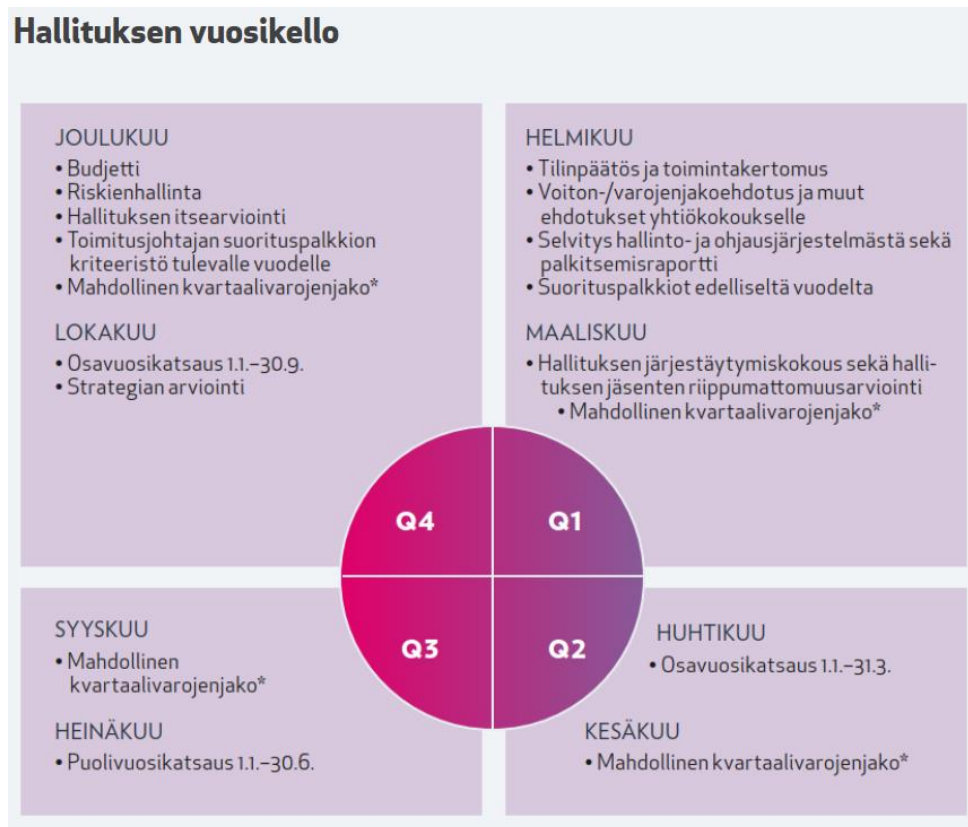 Hallituksen vuosikello
JOULUKUU
• Budjetti
• Riskienhallinta
• Hallituksen itsearviointi
• Toimitusjohtajan suorituspalkkion
kriteeristö tulevalle vuodelle
• Mahdollinen kvartaalivarojenjako*
LOKAKUU
• Osavuosikatsaus 1.1.–30.9.
• Strategian arviointi
HELMIKUU
• Tilinpäätös ja toimintakertomus
• Voiton-/varojenjakoehdotus ja muut
ehdotukset yhtiökokoukselle
• Selvitys hallinto- ja ohjausjärjestelmästä sekä
palkitsemisraportti
• Suorituspalkkiot edelliseltä vuodelta
MAALISKUU
• Hallituksen järjestäytymiskokous sekä halli-
tuksen jäsenten riippumattomuusarviointi
• Mahdollinen kvartaalivarojenjako*
Q4
Q1
Q3
Q2
SYYSKUU
• Mahdollinen
kvartaalivarojenjako*
HEINÄKUU
• Puolivuosikatsaus 1.1.–30.6.
HUHTIKUU
• Osavuosikatsaus 1.1.–31.3.
KESÄKUU
• Mahdollinen kvartaalivarojenjako*